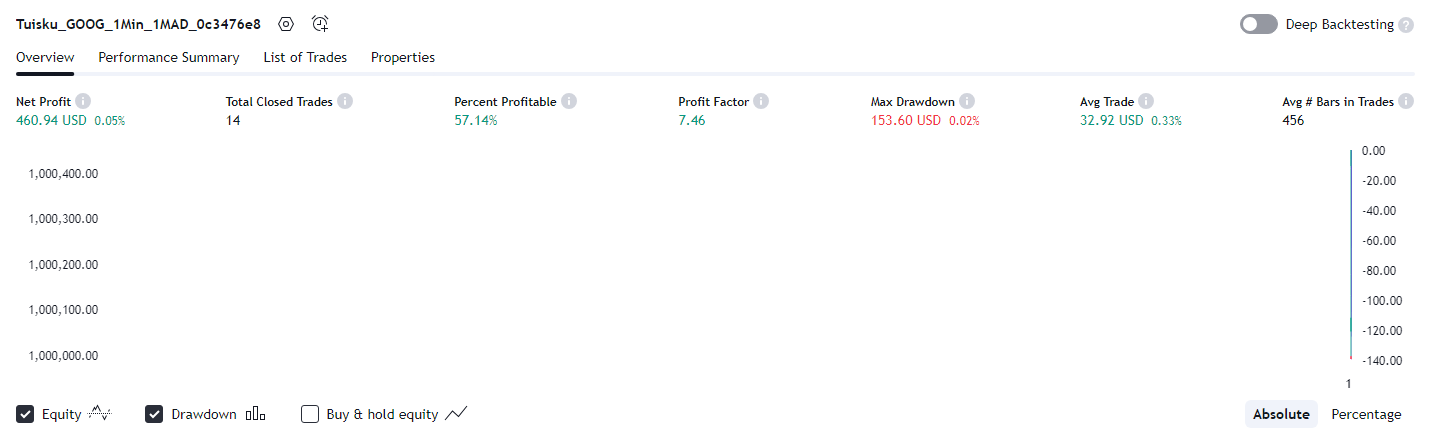 Tuisku_GOOG_1Min_1MAD_0c3476e8 Deep Backtesting ?
Overview Performance Summary List of Trades Properties
Net Profit i Total Closed Trades i Percent Profitable i Profit Factor i Max Drawdown i Avg Trade i Avg # Bars in Trades i
460.94 USD 0.05% 14 57.14% 7.46 153.60 USD 0.02% 32.92 USD 0.33% 456
0.00
1,000,400.00
-20.00
-40.00
1,000,300.00
-60.00
1,000,200.00
-80.00
-100.00
1,000,100.00
-120.00
1,000,000.00
-140.00
1
Equity Drawdown Buy & hold equity Absolute Percentage